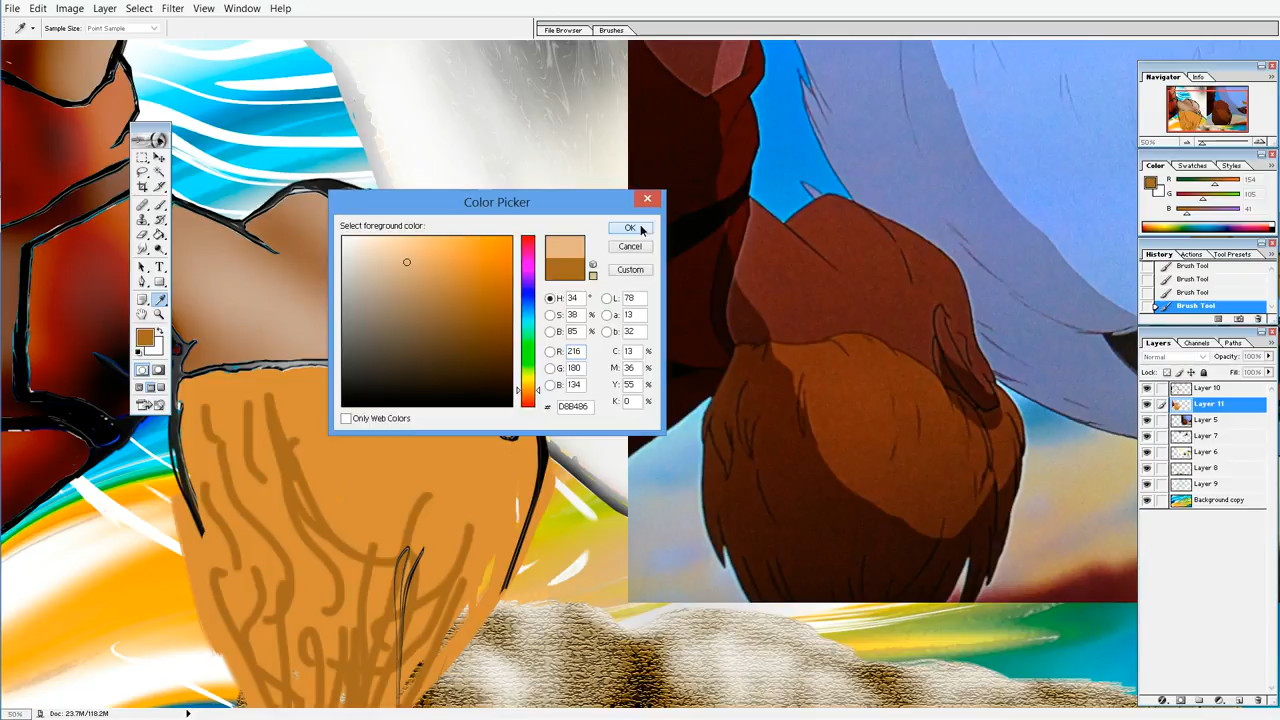 File Edit Image Layer Select Filter View Window Help
Sample Size: Point Sample
File Browser Brushes
Navigator Info
50%
Color Swatches Styles
R 154
G 105
B 41
History Actions Tool Presets
Brush Tool
Brush Tool
Brush Tool
Brush Tool
Layers Channels Paths
Normal Opacity: 100%
Lock: Fill: 100%
Layer 10
Layer 11
Layer 5
Layer 7
Layer 6
Layer 8
Layer 9
Background copy
Color Picker
Select foreground color:
OK
Cancel
Custom
H: 34 ° L: 78
S: 38 % a: 13
B: 85 % b: 32
R: 216 C: 13 %
G: 180 M: 36 %
B: 134 Y: 55 %
# D8B486 K: 0 %
Only Web Colors
50% Doc: 23.7M/118.2M